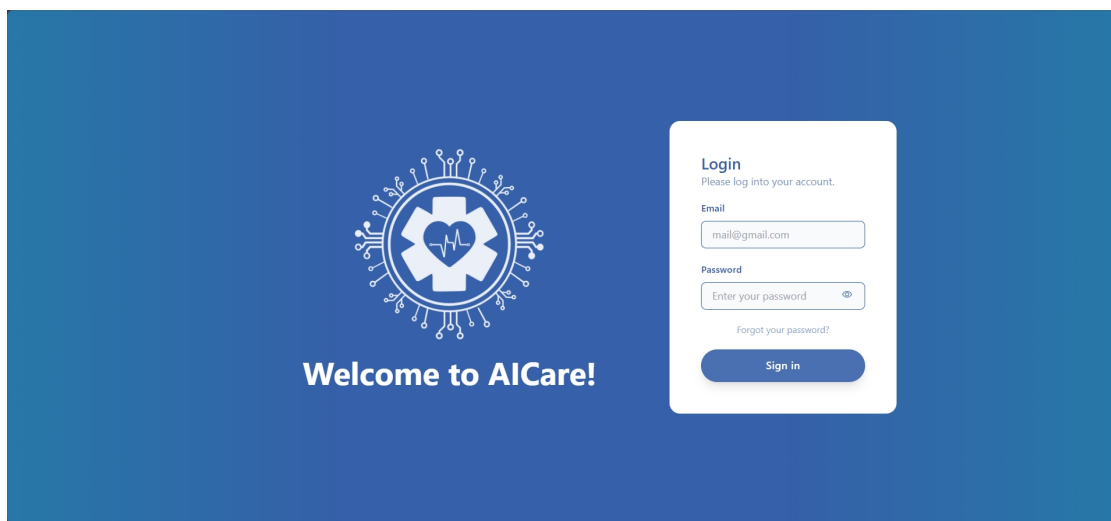 Welcome to AICare!
Login
Please log into your account.
Email
mail@gmail.com
Password
Enter your password
Forgot your password?
Sign in